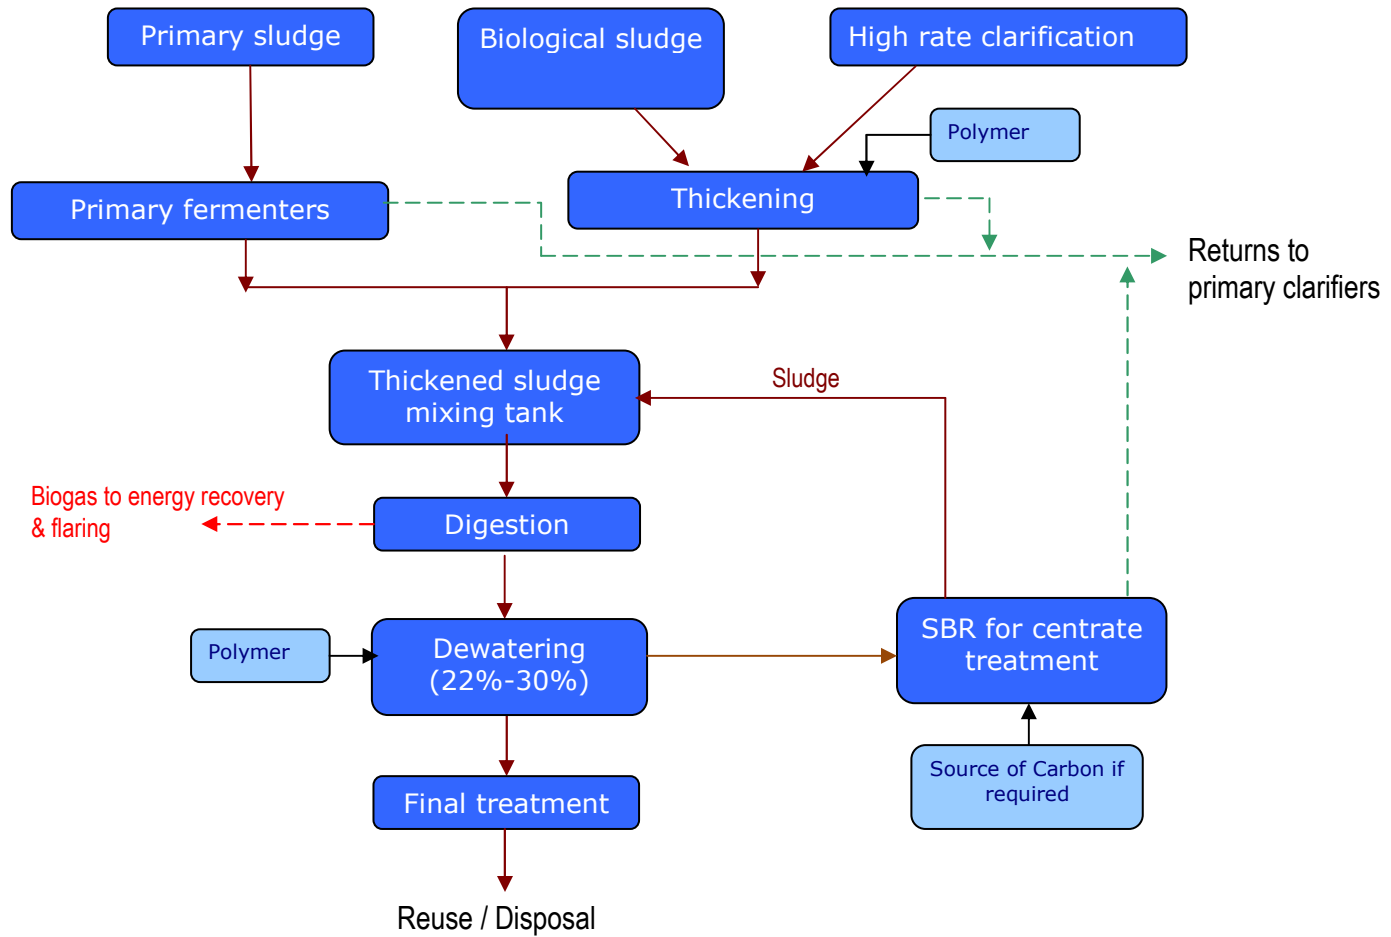 Primary sludge
Biological sludge
High rate clarification
Polymer
Primary fermenters
Thickening
Returns to
primary clarifiers
Thickened sludge
mixing tank
Sludge
Biogas to energy recovery
& flaring
Digestion
Polymer
Dewatering
(22%-30%)
SBR for centrate
treatment
Source of Carbon if
required
Final treatment
Reuse / Disposal